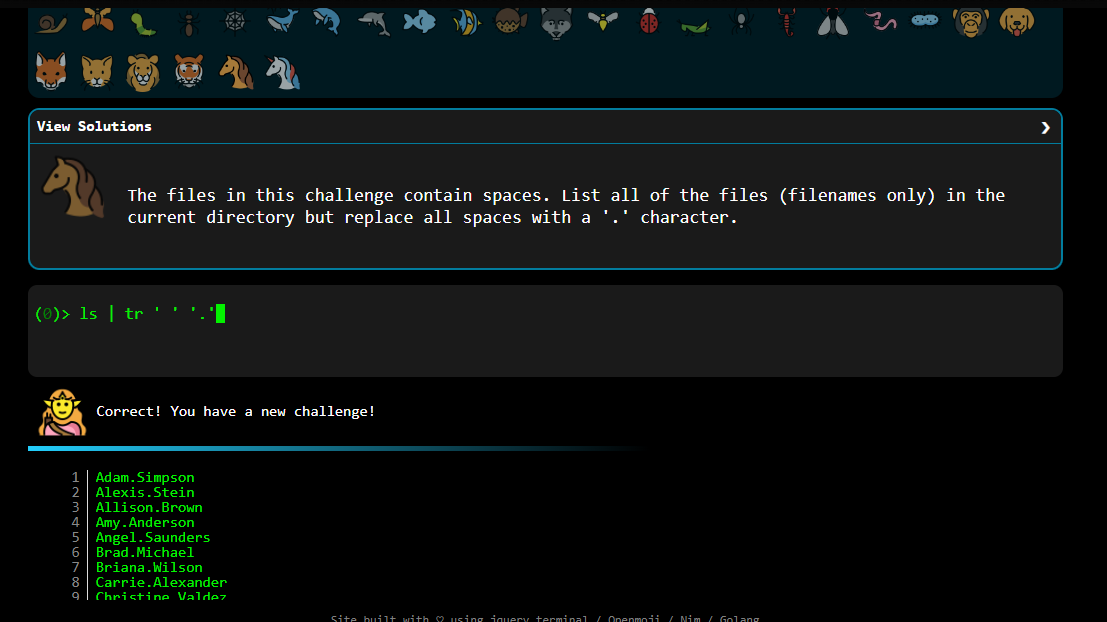 View Solutions ❯
The files in this challenge contain spaces. List all of the files (filenames only) in the
current directory but replace all spaces with a '.' character.
(0)> ls | tr ' ' '.'
Correct! You have a new challenge!
1 Adam.Simpson
2 Alexis.Stein
3 Allison.Brown
4 Amy.Anderson
5 Angel.Saunders
6 Brad.Michael
7 Briana.Wilson
8 Carrie.Alexander
9 Christine.Valdez
Site built with ♡ using jquery terminal / Openmoji / Nim / Golang